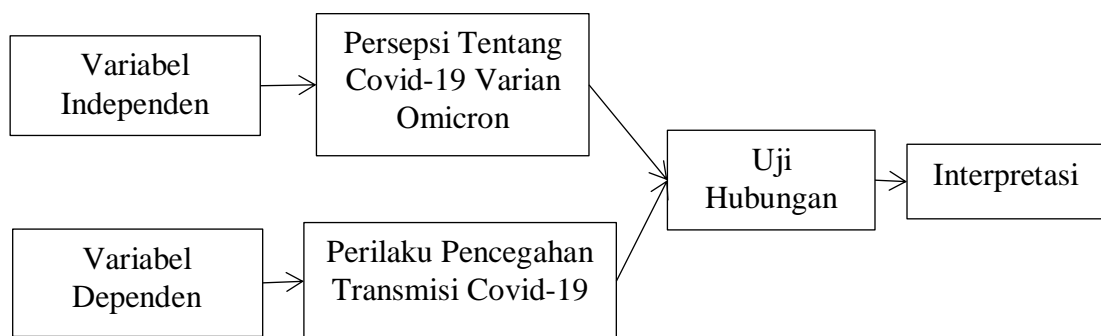 Variabel
Independen
Persepsi Tentang
Covid-19 Varian
Omicron
Uji
Hubungan
Interpretasi
Variabel
Dependen
Perilaku Pencegahan
Transmisi Covid-19